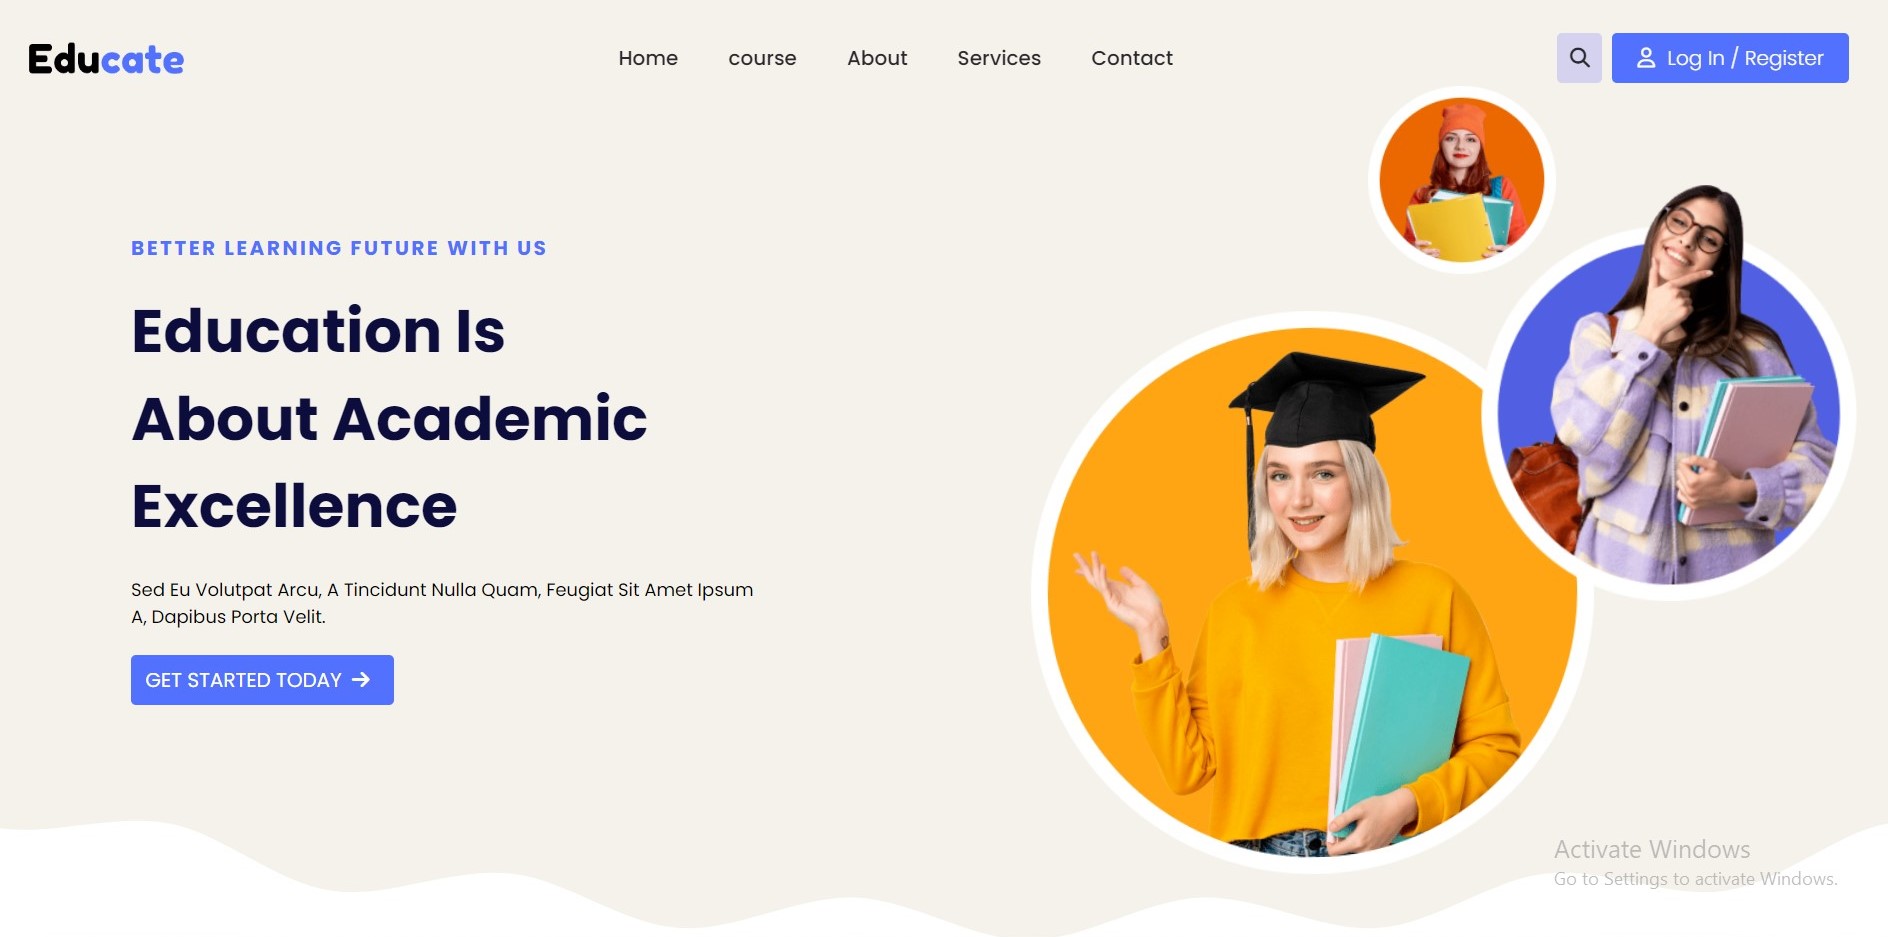 Educate
Home course About Services Contact
Log In / Register
BETTER LEARNING FUTURE WITH US
Education Is
About Academic
Excellence
Sed Eu Volutpat Arcu, A Tincidunt Nulla Quam, Feugiat Sit Amet Ipsum
A, Dapibus Porta Velit.
GET STARTED TODAY
Activate Windows
Go to Settings to activate Windows.